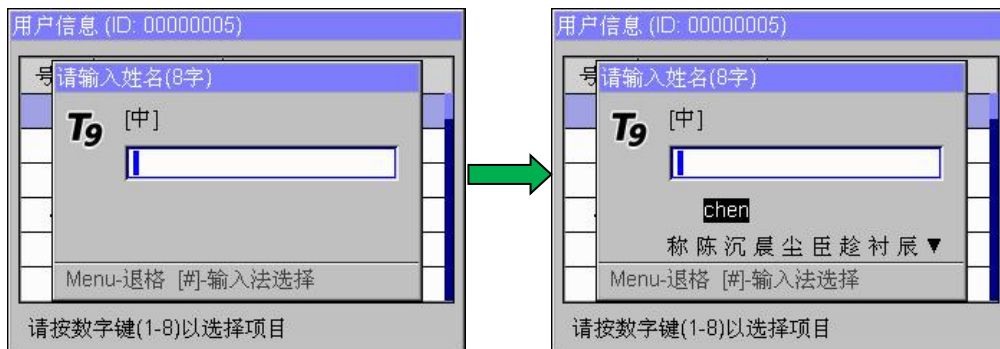 用户信息 (ID: 00000005)
号
请输入姓名(8字)
T9 [中]
Menu-退格 [#]-输入法选择
请按数字键(1-8)以选择项目
用户信息 (ID: 00000005)
号
请输入姓名(8字)
T9 [中]
chen
称陈沉晨尘臣趁衬辰▼
Menu-退格 [#]-输入法选择
请按数字键(1-8)以选择项目